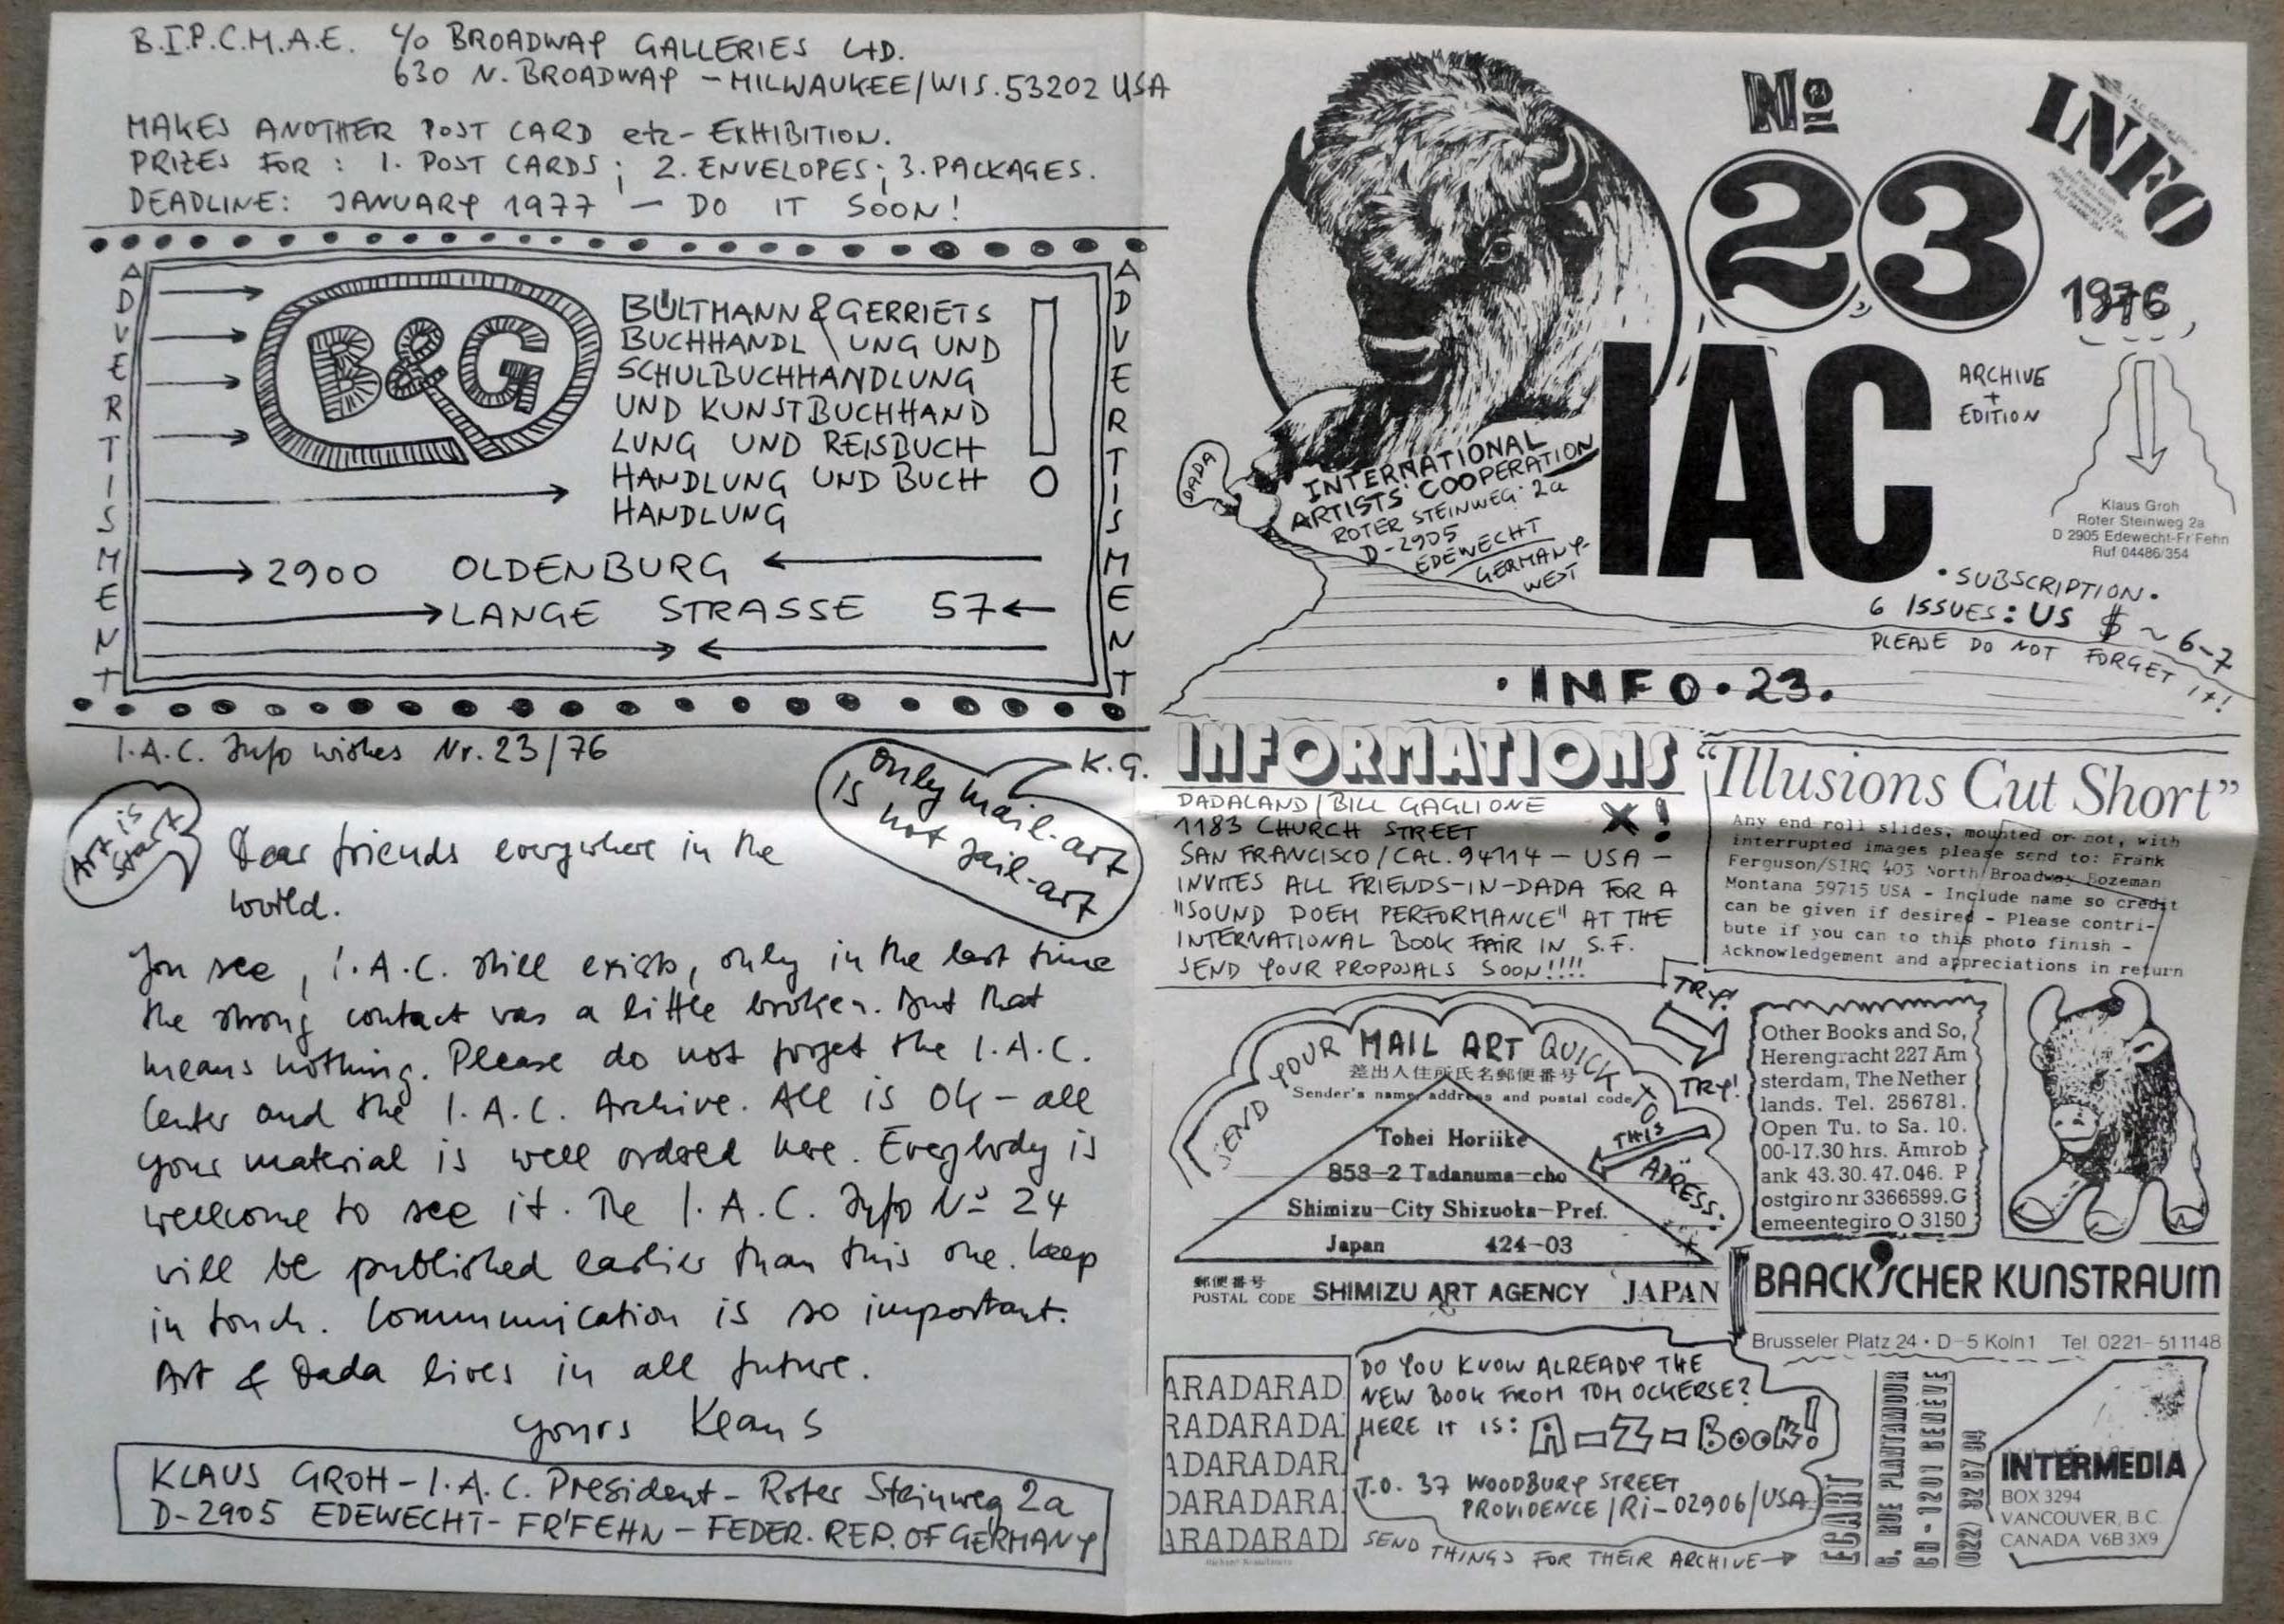 B.I.P.C.M.A.E. c/o BROADWAY GALLERIES LTD.
630 N. BROADWAY – MILWAUKEE/WIS. 53202 USA
MAKES ANOTHER POST CARD etc- EXHIBITION.
PRIZES FOR : 1. POST CARDS ; 2. ENVELOPES ; 3. PACKAGES.
DEADLINE: JANUARY 1977 – DO IT SOON!
ADVERTISMENT
B&G
BÜLTMANN & GERRIETS
BUCHHANDL UNG UND
SCHULBUCHHANDLUNG
UND KUNSTBUCHHAND
LUNG UND REISBUCH
HANDLUNG UND BUCH
HANDLUNG
!
2900 OLDENBURG
LANGE STRASSE 57
ADVERTISMENT
I.A.C. Info wishes Nr. 23/76
K.G.
Art is start
only mail-art
is not jail-art
Dear friends everywhere in the
world.
You see, I.A.C. still exists, only in the last time
the strong contact was a little broken. But that
means nothing. Please do not forget the I.A.C.
Center and the I.A.C. Archive. All is OK – all
your material is well ordered here. Everybody is
wellcome to see it. The I.A.C. Info Nº 24
will be published earlier than this one. Keep
in touch. Communication is so important.
Art & Dada lives in all future.
yours Klaus
KLAUS GROH – I.A.C. President – Roter Steinweg 2a
D-2905 EDEWECHT – FR'FEHN – FEDER. REP. OF GERMANY
Nº
23
INFO
1976
IAC
ARCHIVE
+
EDITION
DADA
INTERNATIONAL
ARTISTS' COOPERATION
ROTER STEINWEG 2a
D-2905
EDEWECHT
GERMANY-
WEST
Klaus Groh
Roter Steinweg 2a
D 2905 Edewecht-Fr'Fehn
Ruf 04486/354
• SUBSCRIPTION •
6 ISSUES: US $ ~ 6-7
PLEASE DO NOT FORGET IT!
• INFO • 23.
INFORMATIONS
DADALAND / BILL GAGLIONE X!
1183 CHURCH STREET
SAN FRANCISCO / CAL. 94114 – USA –
INVITES ALL FRIENDS-IN-DADA FOR A
"SOUND POEM PERFORMANCE" AT THE
INTERNATIONAL BOOK FAIR IN S.F.
SEND YOUR PROPOSALS SOON!!!!
"Illusions Cut Short"
Any end roll slides, mounted or not, with
interrupted images please send to: Frank
Ferguson/SIRQ 403 North Broadway Bozeman
Montana 59715 USA - Include name so credit
can be given if desired - Please contri-
bute if you can to this photo finish -
Acknowledgement and appreciations in return
TRY!
TRY!
SEND YOUR MAIL ART QUICK TO
THIS
ADRESS:
差出人住所氏名郵便番号
Sender's name, address and postal code
Tohei Horiike
853-2 Tadanuma-cho
Shimizu-City Shizuoka-Pref.
Japan 424-03
郵便番号
POSTAL CODE SHIMIZU ART AGENCY JAPAN
Other Books and So,
Herengracht 227 Am
sterdam, The Nether
lands. Tel. 256781.
Open Tu. to Sa. 10.
00-17.30 hrs. Amrob
ank 43.30.47.046. P
ostgiro nr 3366599.G
emeentegiro O 3150
BAACK'SCHER KUNSTRAUM
Brusseler Platz 24 • D-5 Koln 1 Tel. 0221-511148
ARADARAD
RADARADA
ADARADAR
DARADARA
ARADARAD
DO YOU KNOW ALREADY THE
NEW BOOK FROM TOM OCKERSE?
HERE IT IS: A-Z-BOOK!
T.O. 37 WOODBURY STREET
PROVIDENCE / Ri – 02906 / USA
SEND THINGS FOR THEIR ARCHIVE →
ECART
6, RUE PLANTAMOUR
CH - 1201 GENEVE
(022) 32 67 94
INTERMEDIA
BOX 3294
VANCOUVER, B.C.
CANADA V6B 3X9